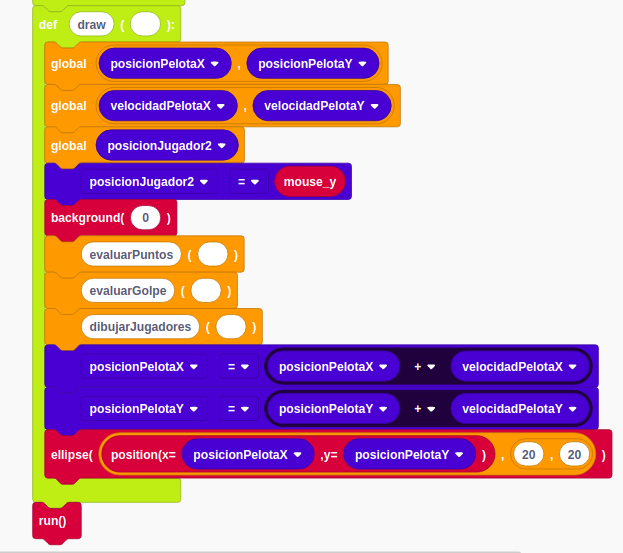 def draw ( ):
global posicionPelotaX , posicionPelotaY
global velocidadPelotaX , velocidadPelotaY
global posicionJugador2
posicionJugador2 = mouse_y
background( 0 )
evaluarPuntos ( )
evaluarGolpe ( )
dibujarJugadores ( )
posicionPelotaX = posicionPelotaX + velocidadPelotaX
posicionPelotaY = posicionPelotaY + velocidadPelotaY
ellipse( position(x= posicionPelotaX ,y= posicionPelotaY ) , 20 , 20 )
run()